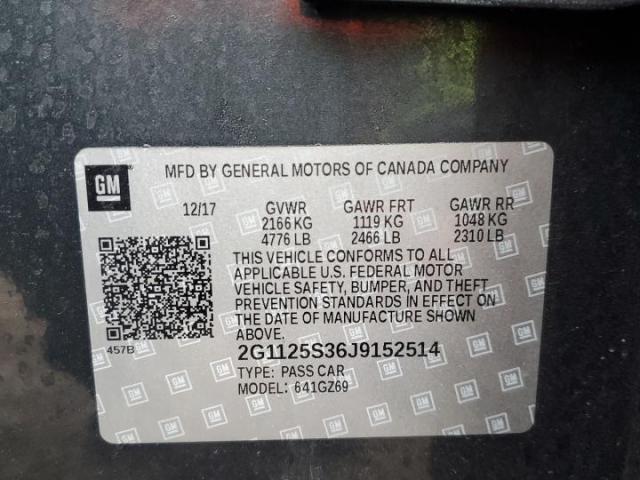 GM
MFD BY GENERAL MOTORS OF CANADA COMPANY
12/17 GVWR GAWR FRT GAWR RR
2166 KG 1119 KG 1048 KG
4776 LB 2466 LB 2310 LB
THIS VEHICLE CONFORMS TO ALL
APPLICABLE U.S. FEDERAL MOTOR
VEHICLE SAFETY, BUMPER, AND THEFT
PREVENTION STANDARDS IN EFFECT ON
THE DATE OF MANUFACTURE SHOWN
ABOVE.
457B
2G1125S36J9152514
TYPE: PASS CAR
MODEL: 641GZ69